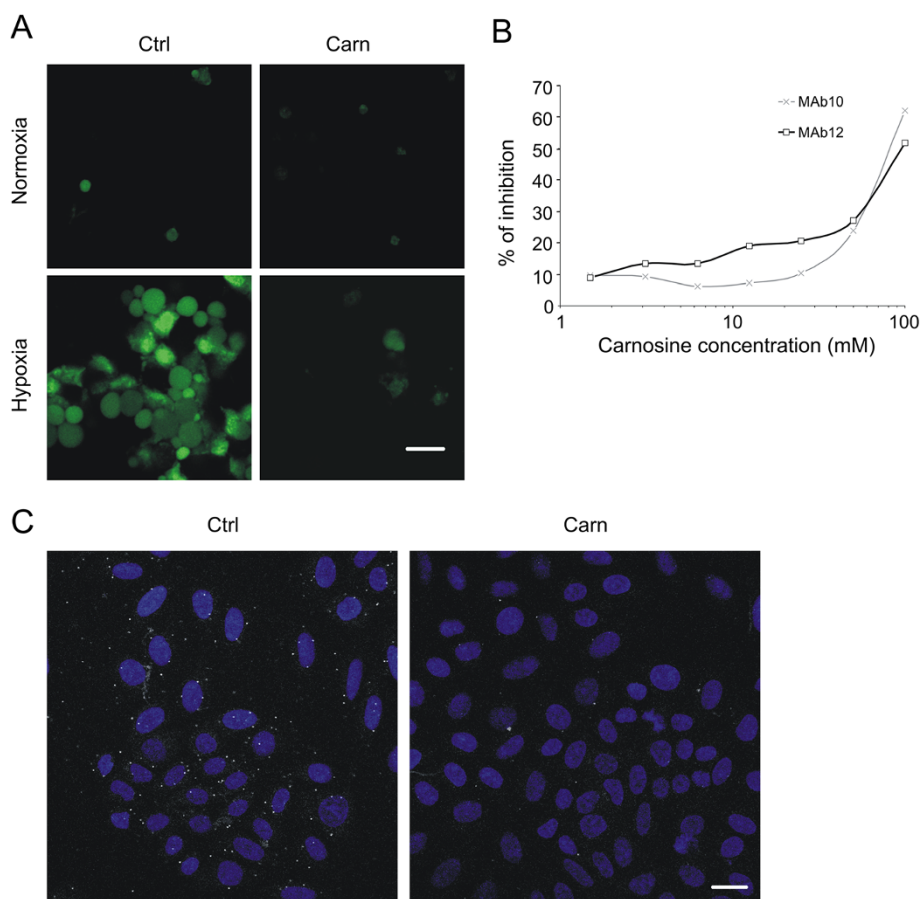 A
Ctrl
Carn
Normoxia
Hypoxia
B
% of inhibition
70
60
50
40
30
20
10
0
MAb10
MAb12
1
10
100
Carnosine concentration (mM)
C
Ctrl
Carn